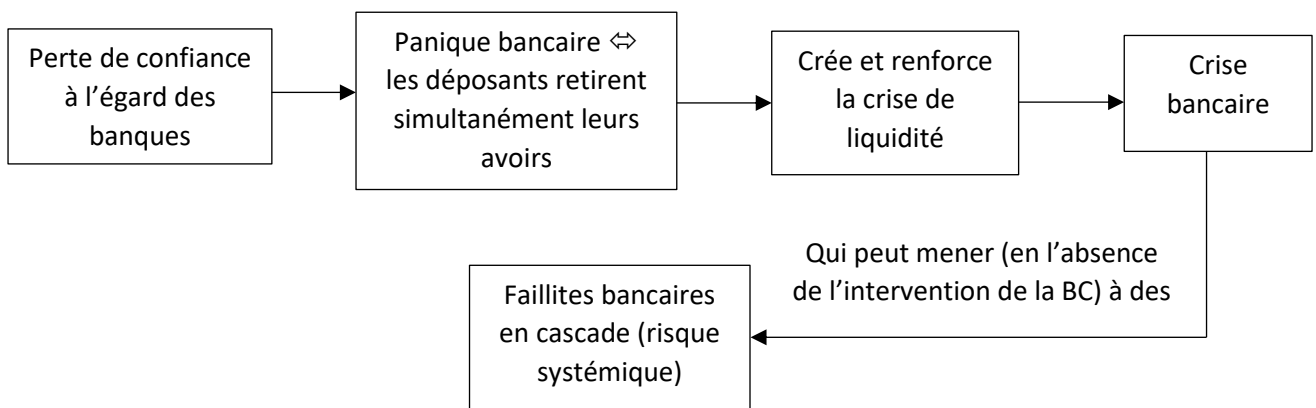 Perte de confiance
à l’égard des
banques
Panique bancaire ⬄
les déposants retirent
simultanément leurs
avoirs
Crée et renforce
la crise de
liquidité
Crise
bancaire
Qui peut mener (en l’absence
de l’intervention de la BC) à des
Faillites bancaires
en cascade (risque
systémique)